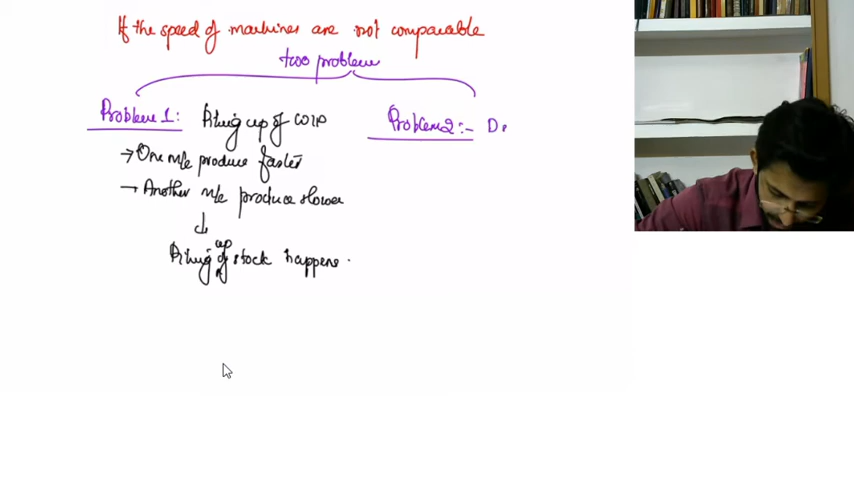 If the speed of machines are not comparable
two problem
Problem 1: Piling up of WIP
→ One m/c produce faster
→ Another m/c produce slower
↓
Piling up of stock happens.
Problem 2:- De